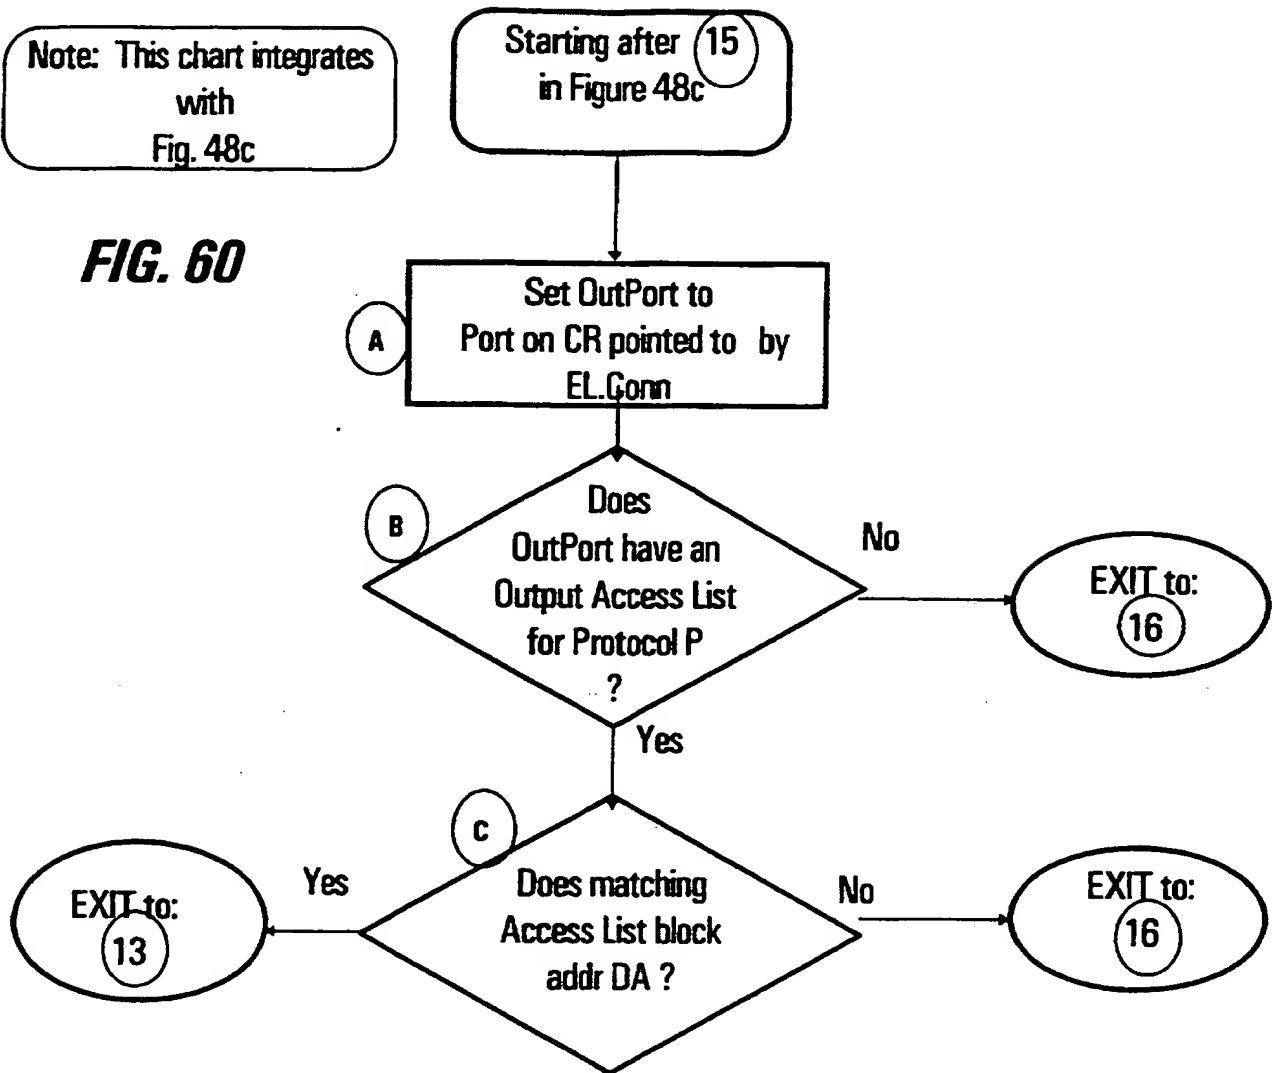 Note: This chart integrates
with
Fig. 48c
Starting after 15
in Figure 48c
FIG. 60
A
Set OutPort to
Port on CR pointed to by
EL.Conn
B
Does
OutPort have an
Output Access List
for Protocol P
?
No
EXIT to:
16
Yes
C
Does matching
Access List block
addr DA ?
Yes
EXIT to:
13
No
EXIT to:
16